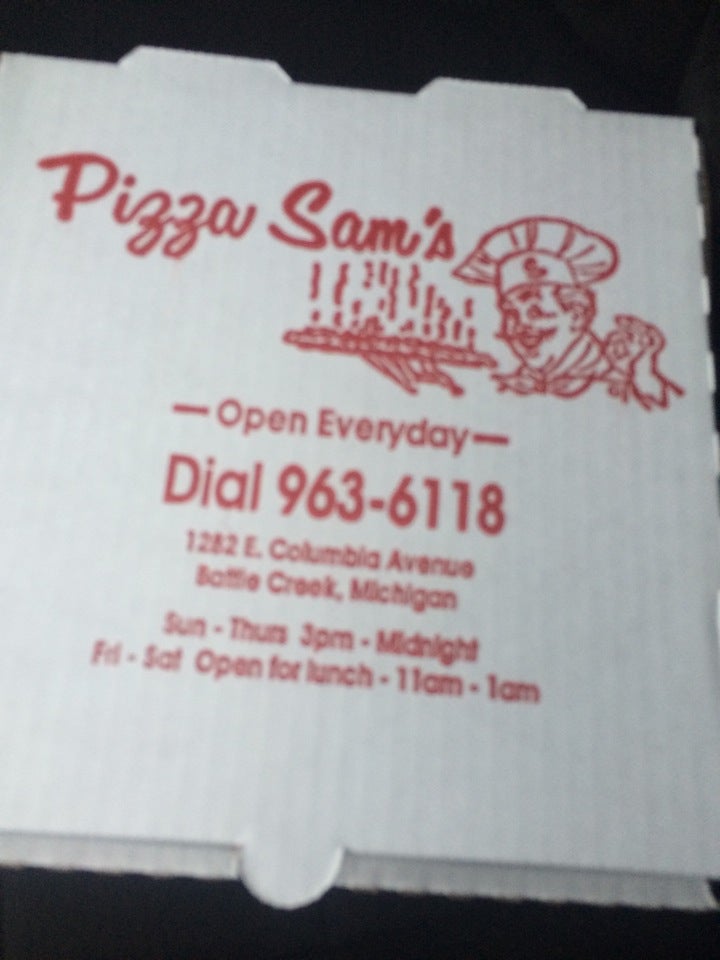 Pizza Sam's
— Open Everyday —
Dial 963-6118
1282 E. Columbia Avenue
Battle Creek, Michigan
Sun - Thurs 3pm - Midnight
Fri - Sat Open for lunch - 11am - 1am